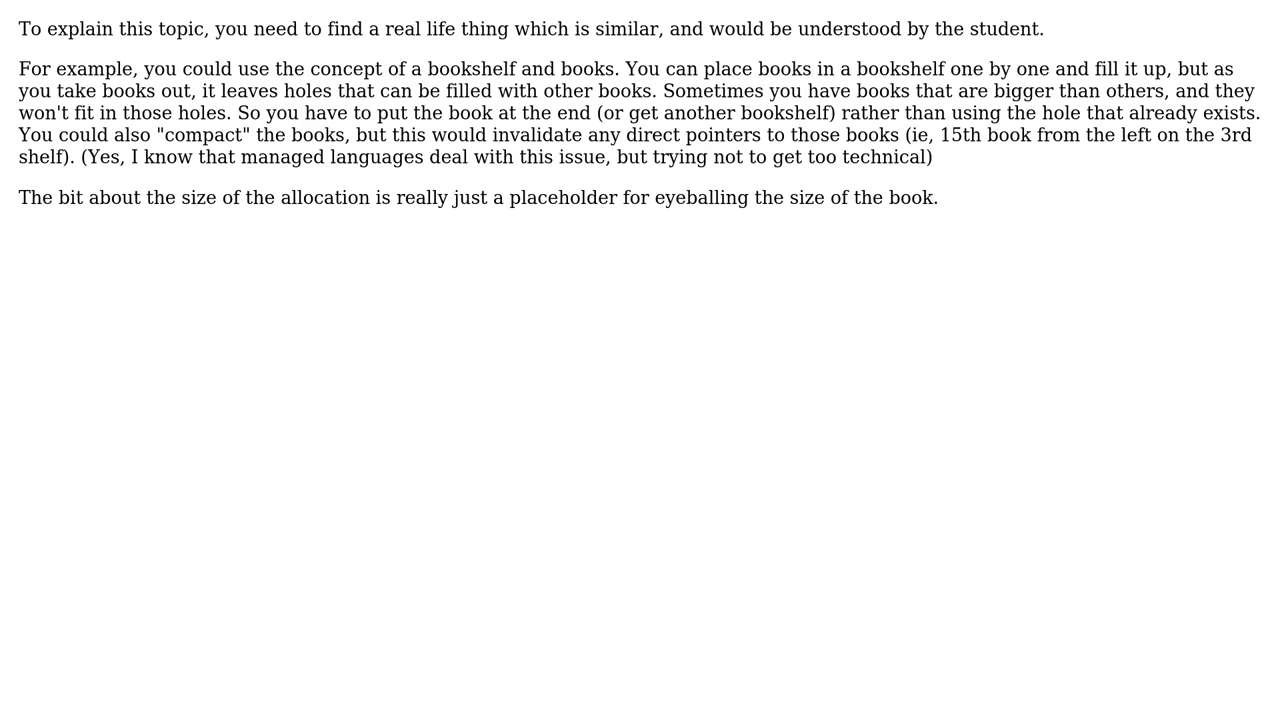 To explain this topic, you need to find a real life thing which is similar, and would be understood by the student.
For example, you could use the concept of a bookshelf and books. You can place books in a bookshelf one by one and fill it up, but as
you take books out, it leaves holes that can be filled with other books. Sometimes you have books that are bigger than others, and they
won't fit in those holes. So you have to put the book at the end (or get another bookshelf) rather than using the hole that already exists.
You could also "compact" the books, but this would invalidate any direct pointers to those books (ie, 15th book from the left on the 3rd
shelf). (Yes, I know that managed languages deal with this issue, but trying not to get too technical)
The bit about the size of the allocation is really just a placeholder for eyeballing the size of the book.